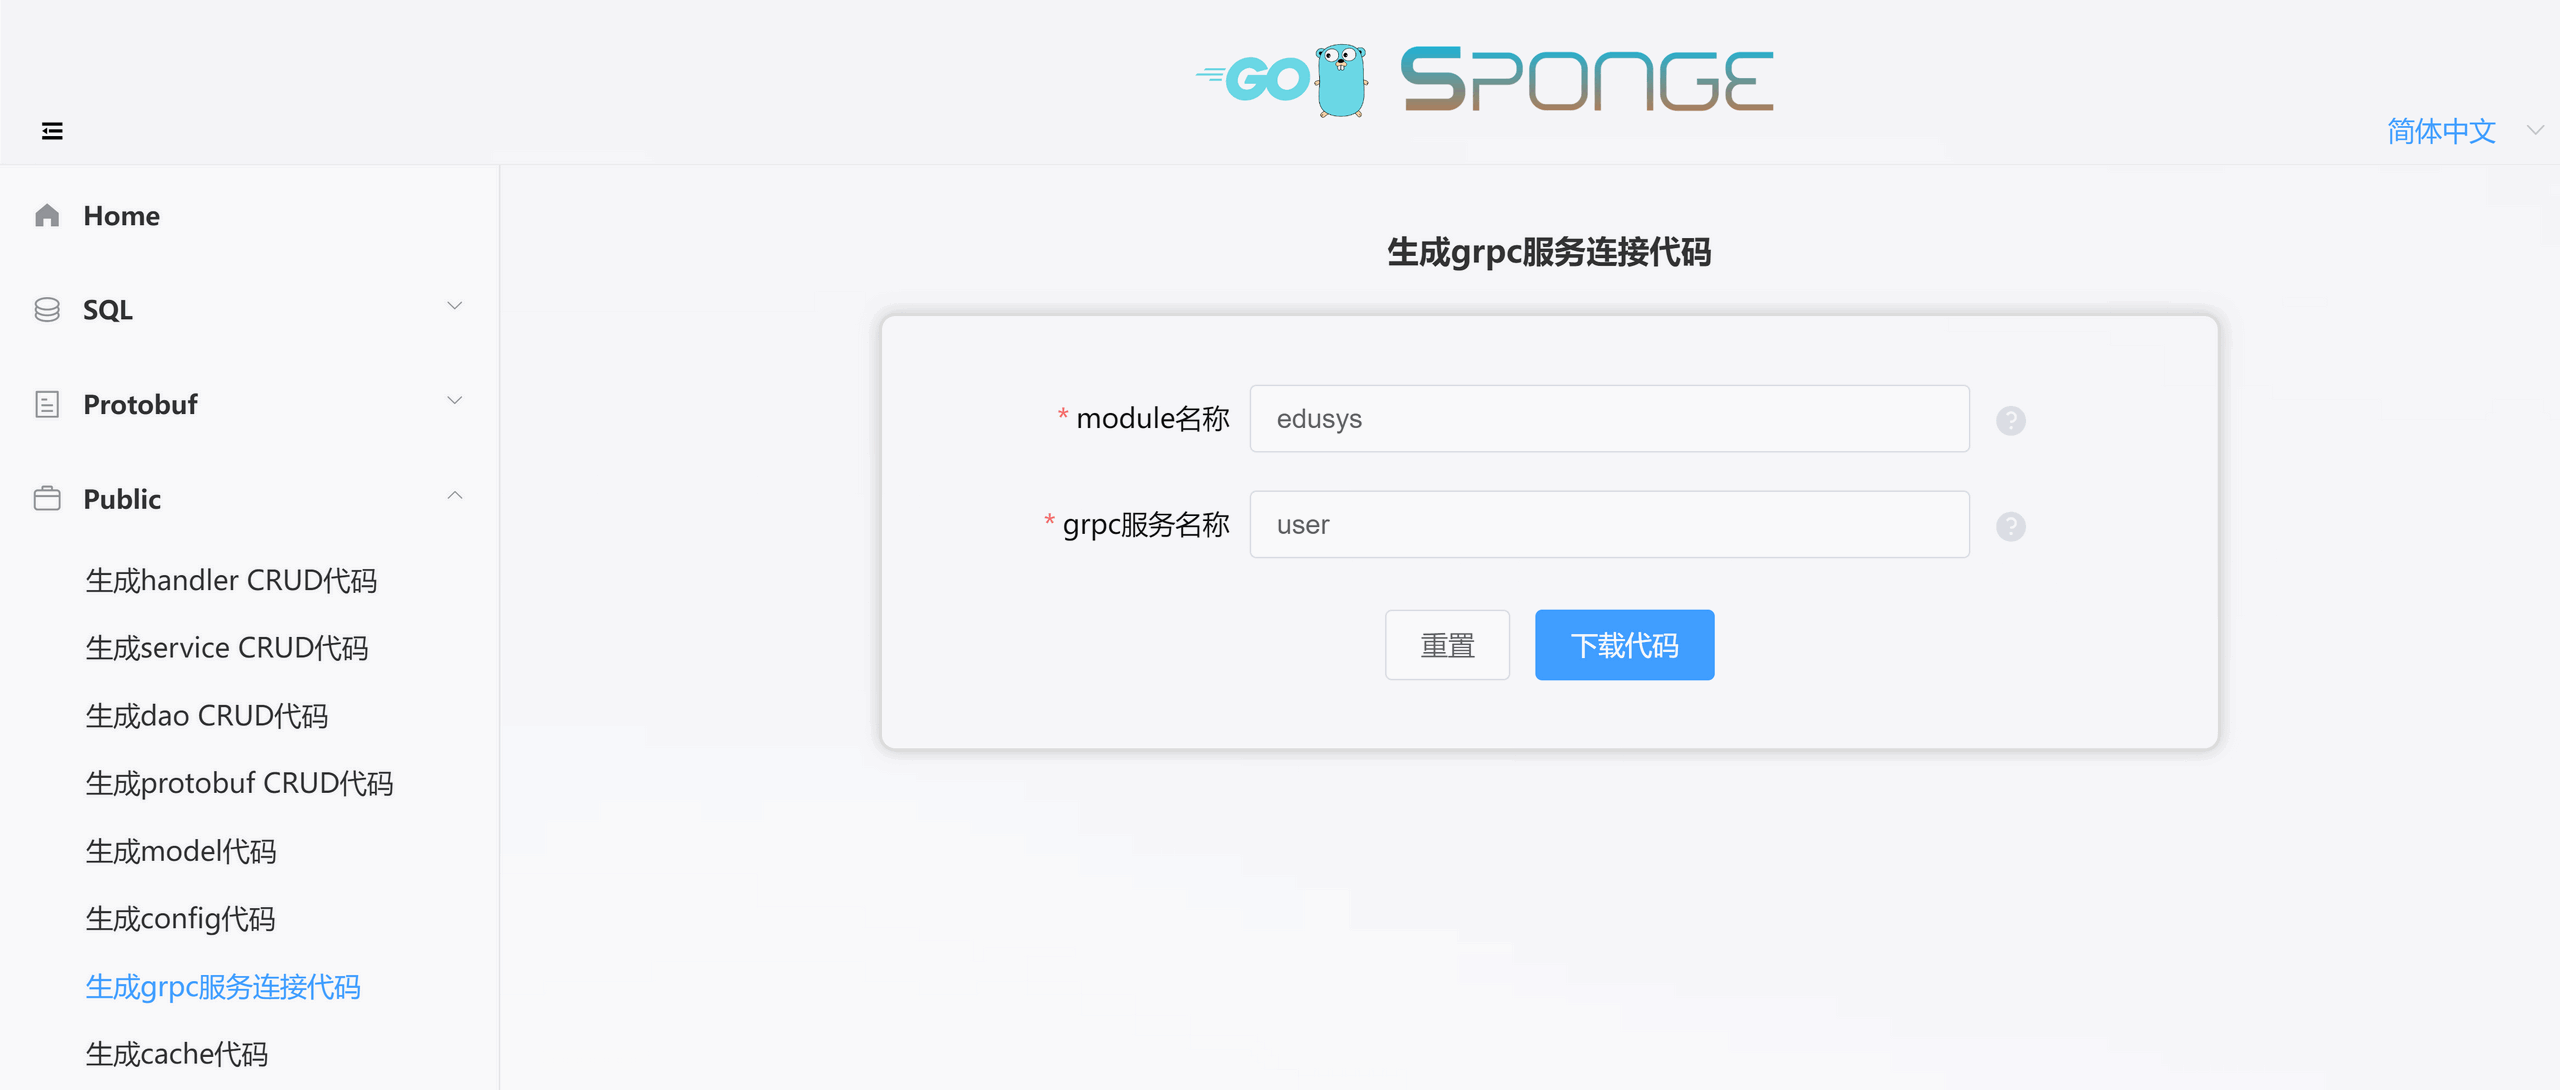 GO SPONGE
简体中文
Home
SQL
Protobuf
Public
生成handler CRUD代码
生成service CRUD代码
生成dao CRUD代码
生成protobuf CRUD代码
生成model代码
生成config代码
生成grpc服务连接代码
生成cache代码
生成grpc服务连接代码
* module名称 edusys ?
* grpc服务名称 user ?
重置 下载代码